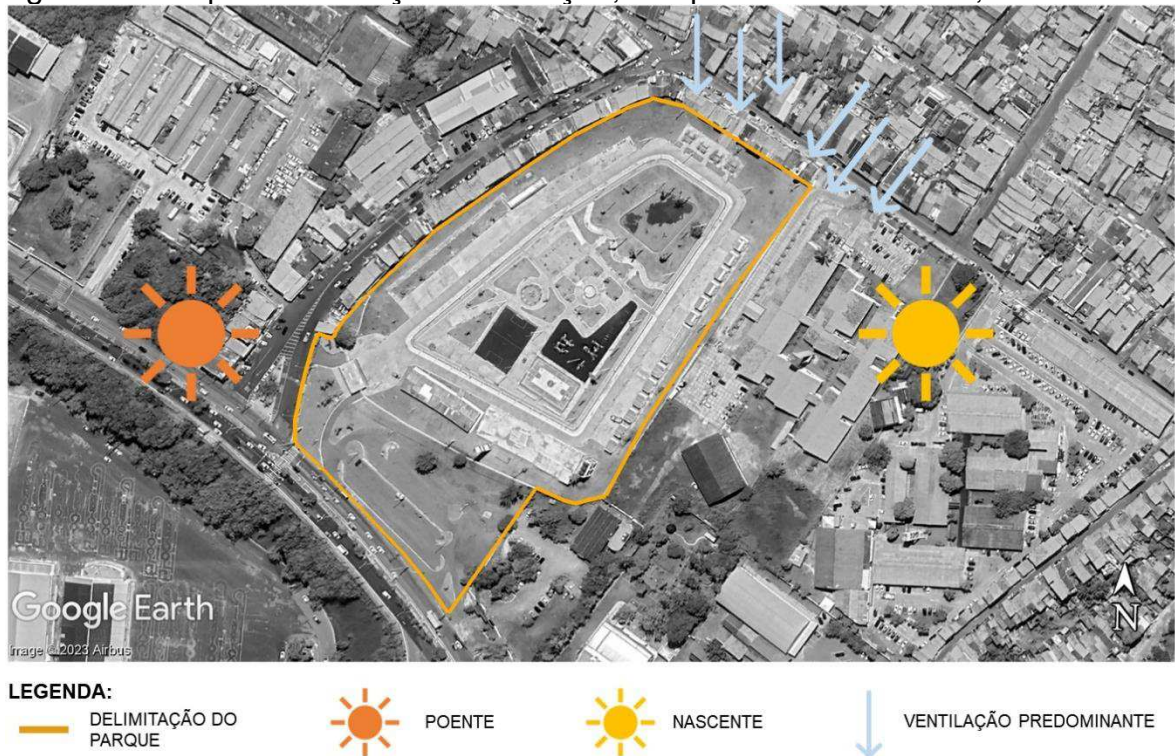 Google Earth
Image © 2023 Airbus
N
LEGENDA:
DELIMITAÇÃO DO
PARQUE
POENTE
NASCENTE
VENTILAÇÃO PREDOMINANTE